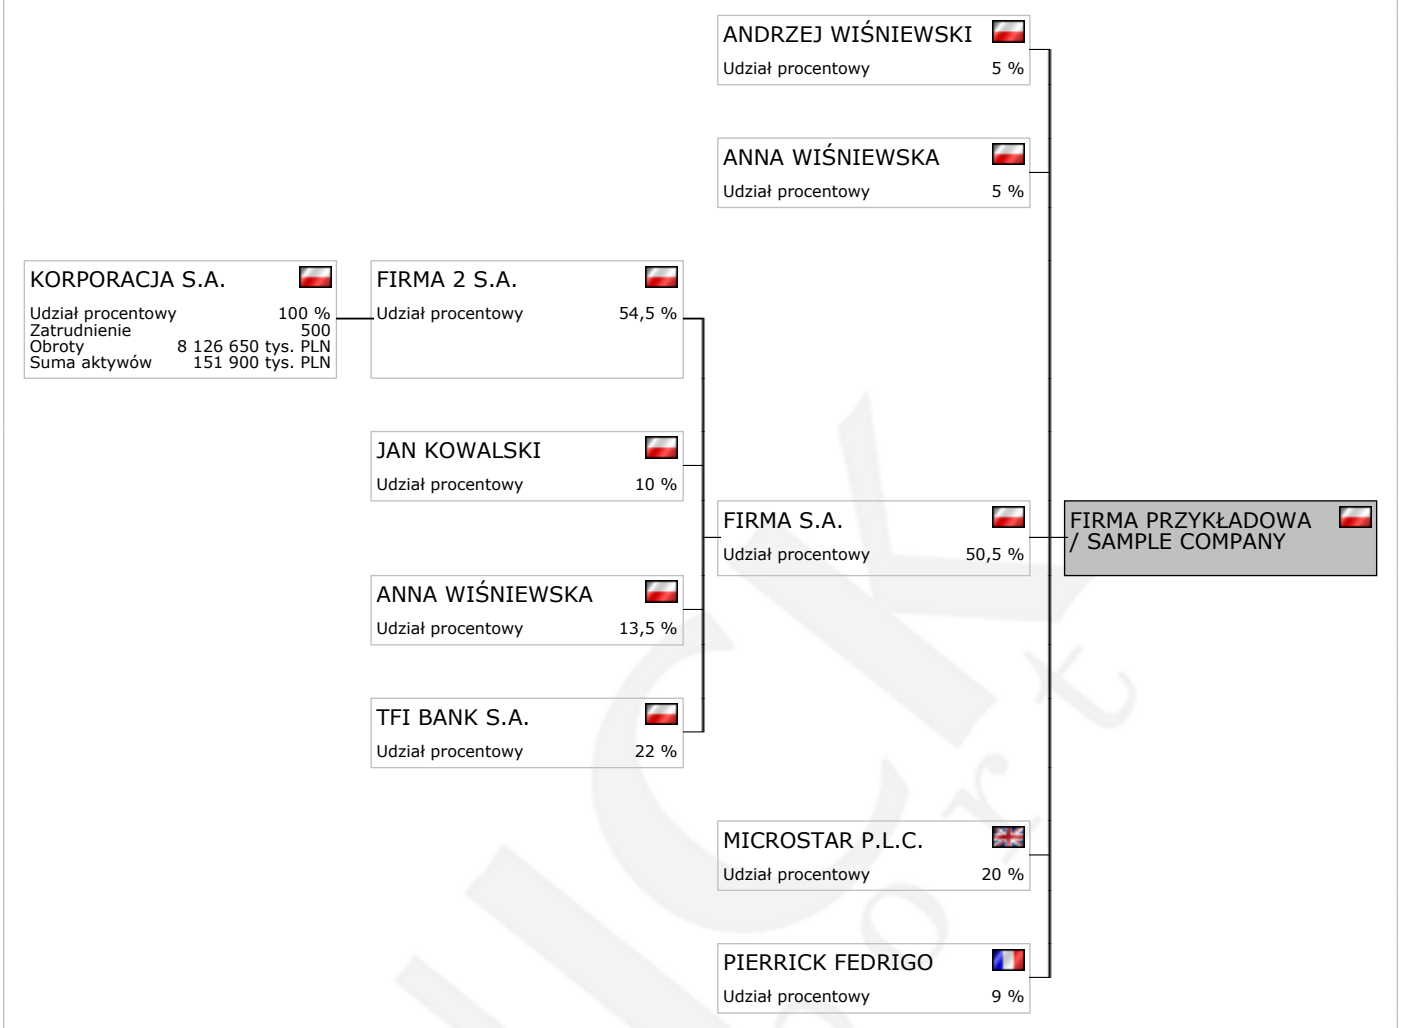 ANDRZEJ WIŚNIEWSKI
Udział procentowy 5 %
ANNA WIŚNIEWSKA
Udział procentowy 5 %
KORPORACJA S.A.
Udział procentowy 100 %
Zatrudnienie 500
Obroty 8 126 650 tys. PLN
Suma aktywów 151 900 tys. PLN
FIRMA 2 S.A.
Udział procentowy 54,5 %
JAN KOWALSKI
Udział procentowy 10 %
ANNA WIŚNIEWSKA
Udział procentowy 13,5 %
TFI BANK S.A.
Udział procentowy 22 %
FIRMA S.A.
Udział procentowy 50,5 %
FIRMA PRZYKŁADOWA
/ SAMPLE COMPANY
MICROSTAR P.L.C.
Udział procentowy 20 %
PIERRICK FEDRIGO
Udział procentowy 9 %